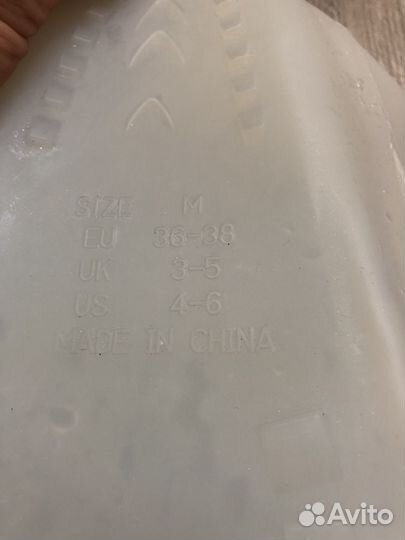 SIZE M
EU 36-38
UK 3-5
US 4-6
MADE IN CHINA
Avito